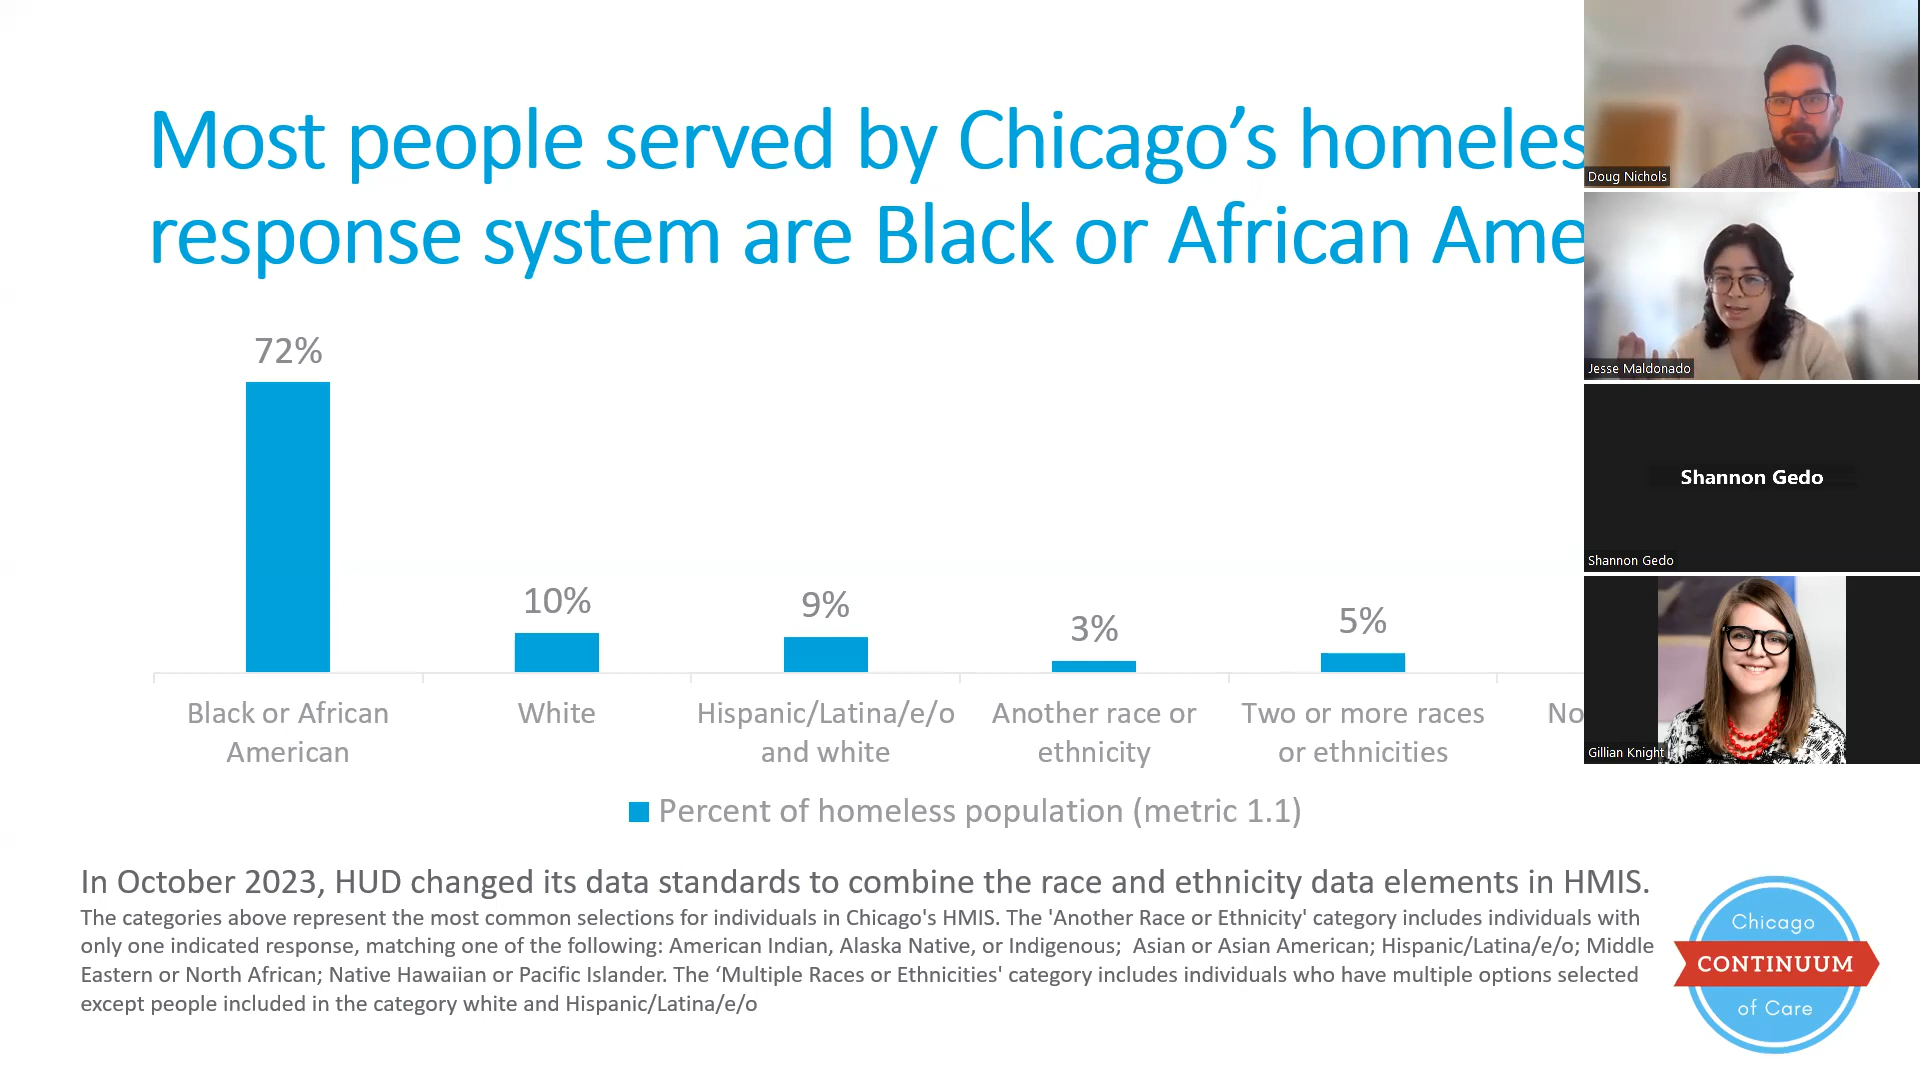 Most people served by Chicago’s homeles
response system are Black or African Ame
72%
10%
9%
3%
5%
Black or African
American
White
Hispanic/Latina/e/o
and white
Another race or
ethnicity
Two or more races
or ethnicities
No
Percent of homeless population (metric 1.1)
In October 2023, HUD changed its data standards to combine the race and ethnicity data elements in HMIS.
The categories above represent the most common selections for individuals in Chicago's HMIS. The 'Another Race or Ethnicity' category includes individuals with
only one indicated response, matching one of the following: American Indian, Alaska Native, or Indigenous;  Asian or Asian American; Hispanic/Latina/e/o; Middle
Eastern or North African; Native Hawaiian or Pacific Islander. The ‘Multiple Races or Ethnicities' category includes individuals who have multiple options selected
except people included in the category white and Hispanic/Latina/e/o
Chicago
CONTINUUM
of Care
Doug Nichols
Jesse Maldonado
Shannon Gedo
Shannon Gedo
Gillian Knight